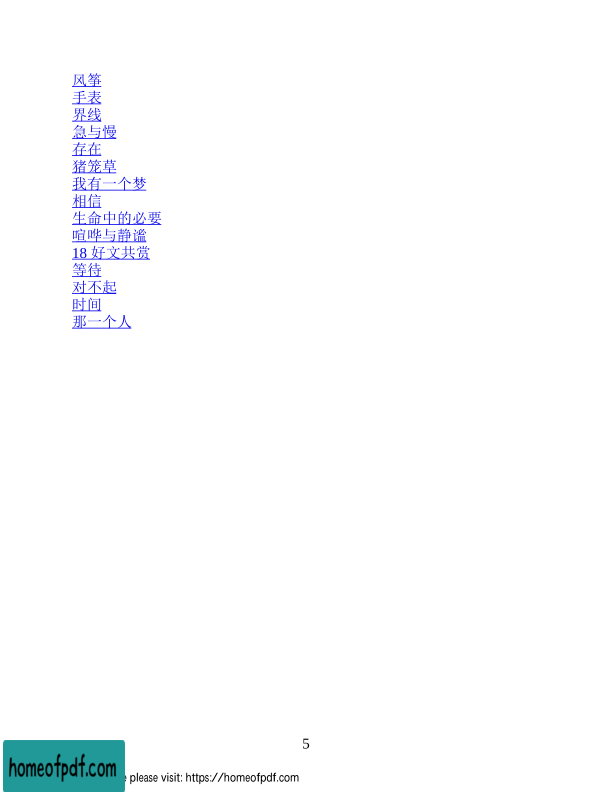 风筝
手表
界线
急与慢
存在
猪笼草
我有一个梦
相信
生命中的必要
喧哗与静谧
18 好文共赏
等待
对不起
时间
那一个人
5
homeofpdf.com
please visit: https://homeofpdf.com